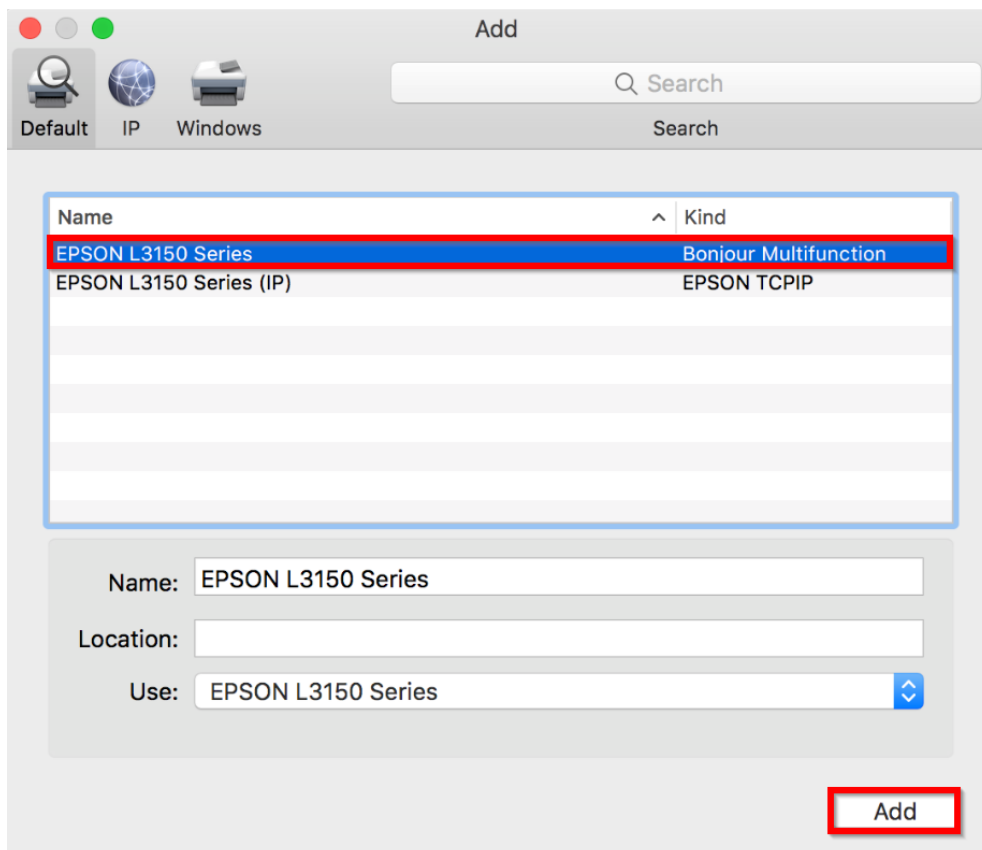 Add
Search
Default IP Windows Search
Name Kind
EPSON L3150 Series Bonjour Multifunction
EPSON L3150 Series (IP) EPSON TCPIP
Name: EPSON L3150 Series
Location:
Use: EPSON L3150 Series
Add